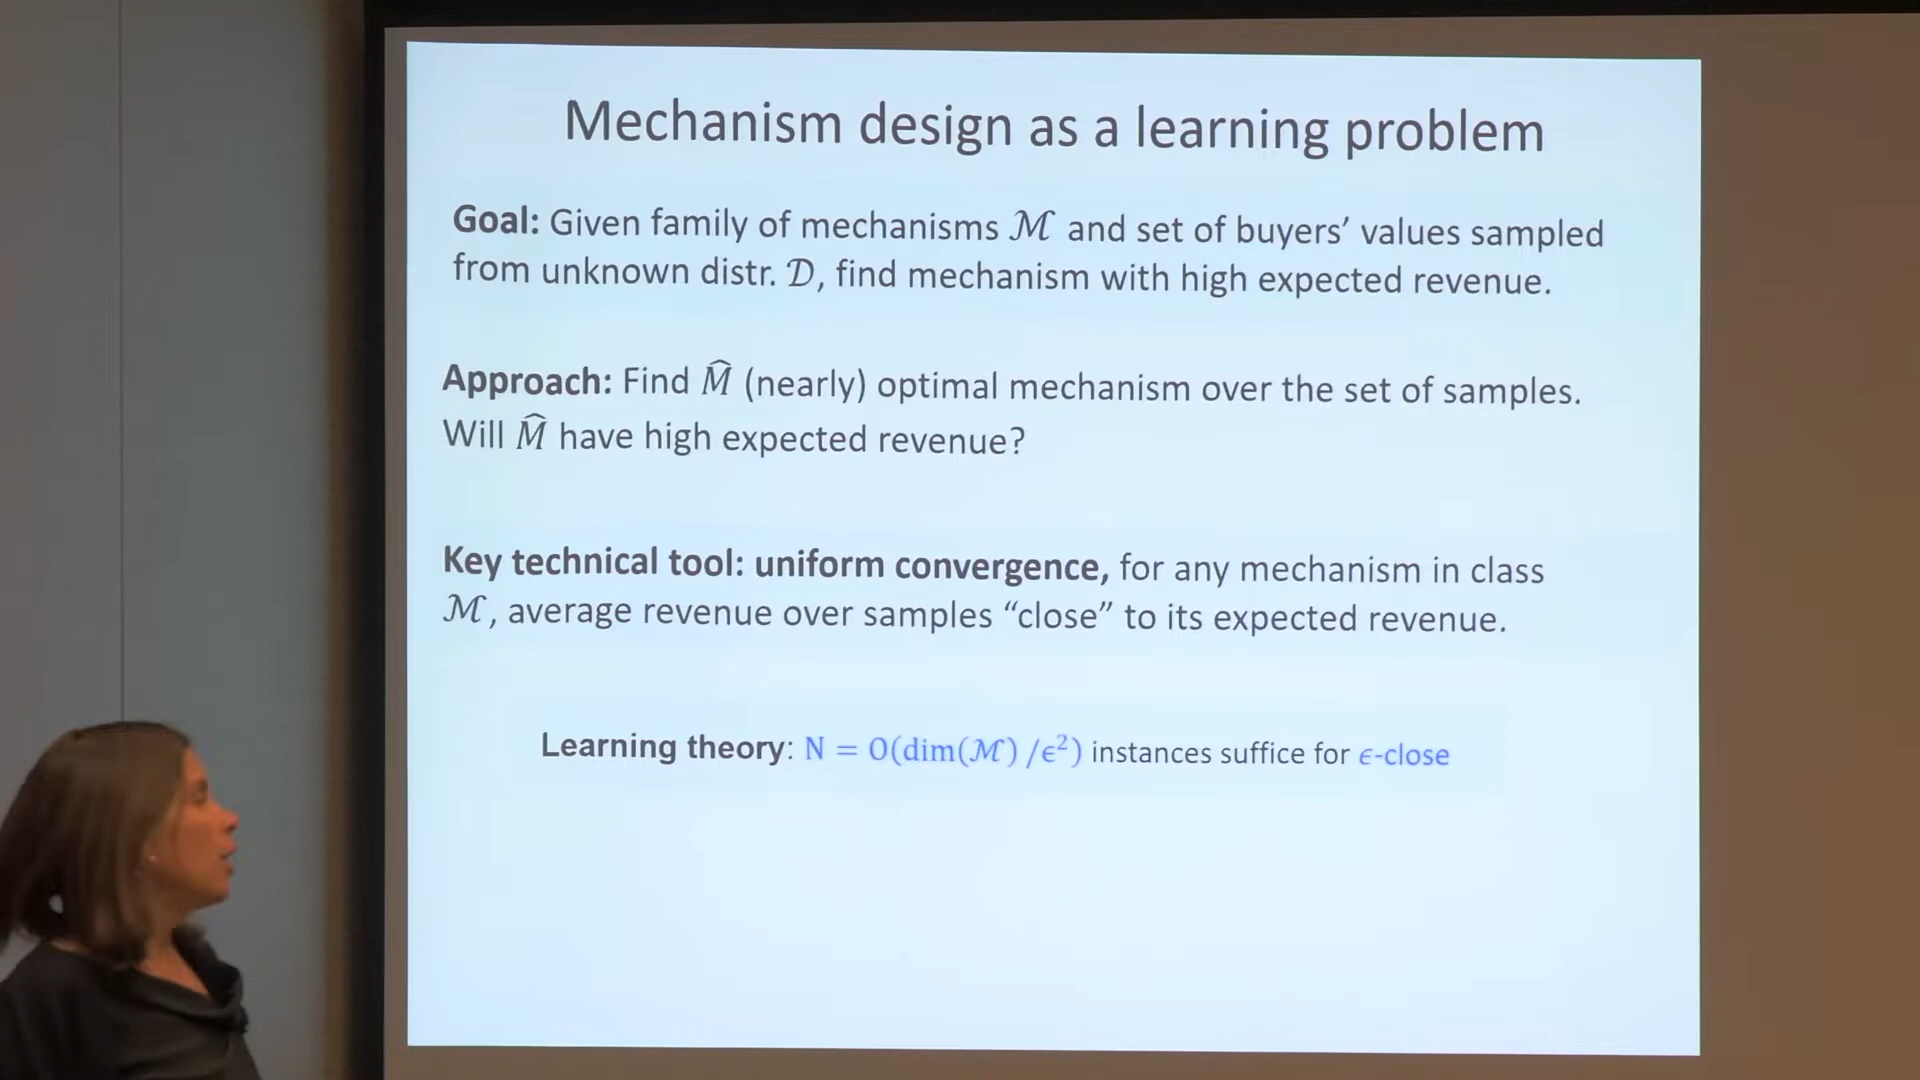 Mechanism design as a learning problem
Goal: Given family of mechanisms ℳ and set of buyers’ values sampled
from unknown distr. 𝒟, find mechanism with high expected revenue.
Approach: Find M̂ (nearly) optimal mechanism over the set of samples.
Will M̂ have high expected revenue?
Key technical tool: uniform convergence, for any mechanism in class
ℳ, average revenue over samples “close” to its expected revenue.
Learning theory: N = O(dim(ℳ) /ϵ²) instances suffice for ϵ-close